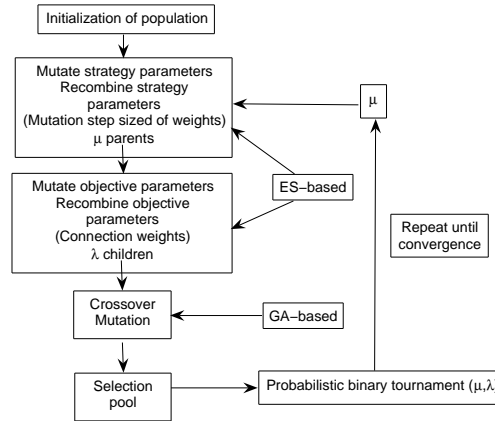 Initialization of population
Mutate strategy parameters
Recombine strategy
parameters
(Mutation step sized of weights)
μ parents
μ
Mutate objective parameters
Recombine objective
parameters
(Connection weights)
λ children
ES-based
Repeat until
convergence
Crossover
Mutation
GA-based
Selection
pool
Probabilistic binary tournament (μ,λ)